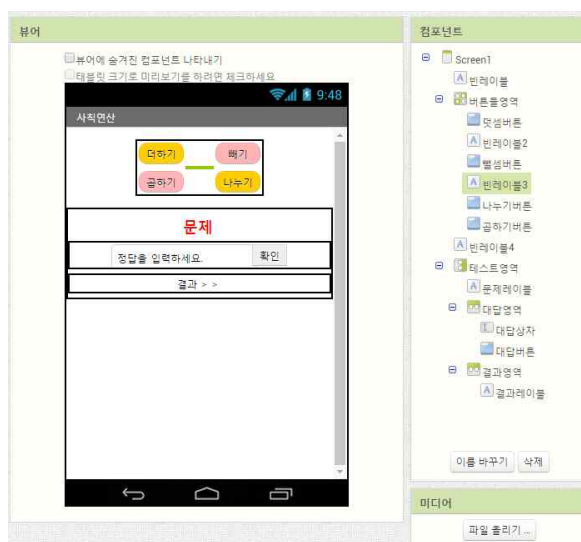 뷰어
뷰어에 숨겨진 컴포넌트 나타내기
태블릿 크기로 미리보기를 하려면 체크하세요
9:48
사칙연산
더하기 빼기
곱하기 나누기
문제
정답을 입력하세요. 확인
결과 > >
컴포넌트
Screen1
빈레이블
버튼들영역
덧셈버튼
빈레이블2
뺄셈버튼
빈레이블3
나누기버튼
곱하기버튼
빈레이블4
테스트영역
문제레이블
대답영역
대답상자
대답버튼
결과영역
결과레이블
이름 바꾸기 삭제
미디어
파일 올리기 ...